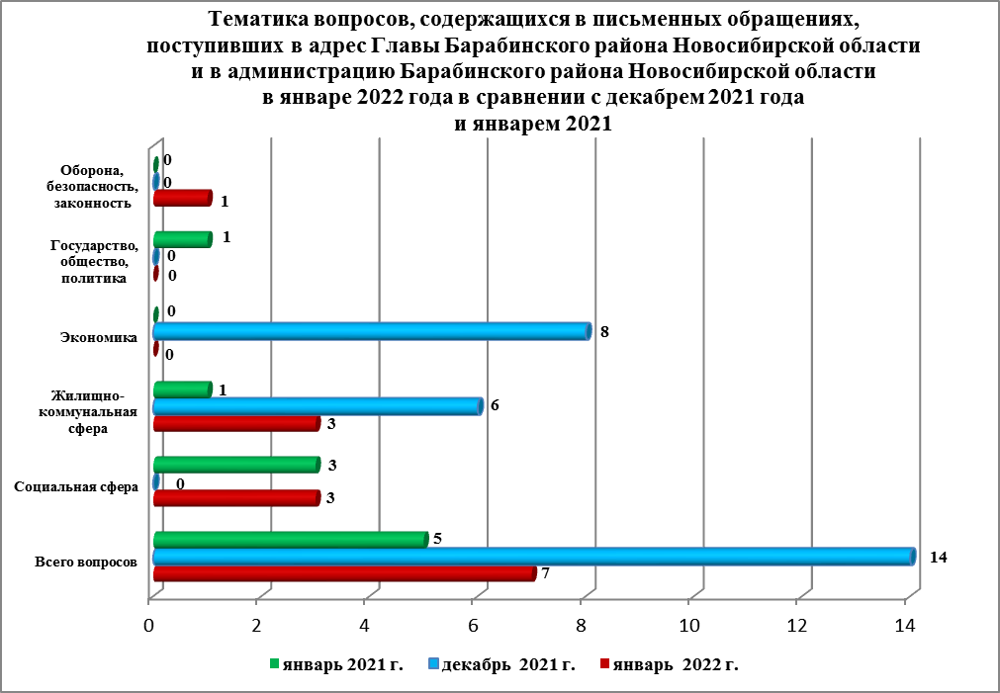 Тематика вопросов, содержащихся в письменных обращениях,
поступивших в адрес Главы Барабинского района Новосибирской области
и в администрацию Барабинского района Новосибирской области
в январе 2022 года в сравнении с декабрем 2021 года
и январем 2021
Оборона,
безопасность,
законность
0
0
1
Государство,
общество,
политика
1
0
0
Экономика
0
8
0
Жилищно-
коммунальная
сфера
1
6
3
Социальная сфера
3
0
3
Всего вопросов
5
14
7
0 2 4 6 8 10 12 14
январь 2021 г. декабрь 2021 г. январь 2022 г.